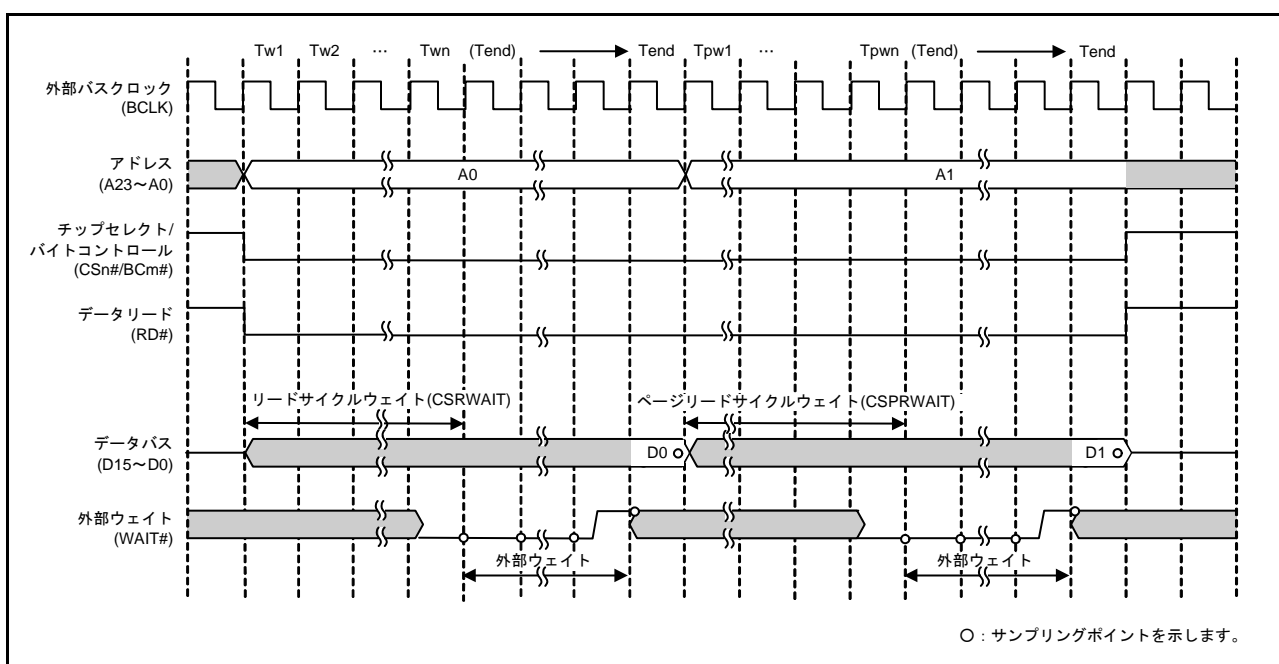 Tw1 Tw2 … Twn (Tend) Tend Tpw1 … Tpwn (Tend) Tend
外部バスクロック
(BCLK)
アドレス
(A23～A0)
A0 A1
チップセレクト/
バイトコントロール
(CSn#/BCm#)
データリード
(RD#)
リードサイクルウェイト(CSRWAIT) ページリードサイクルウェイト(CSPRWAIT)
データバス
(D15～D0)
D0 D1
外部ウェイト
(WAIT#)
外部ウェイト 外部ウェイト
○：サンプリングポイントを示します。